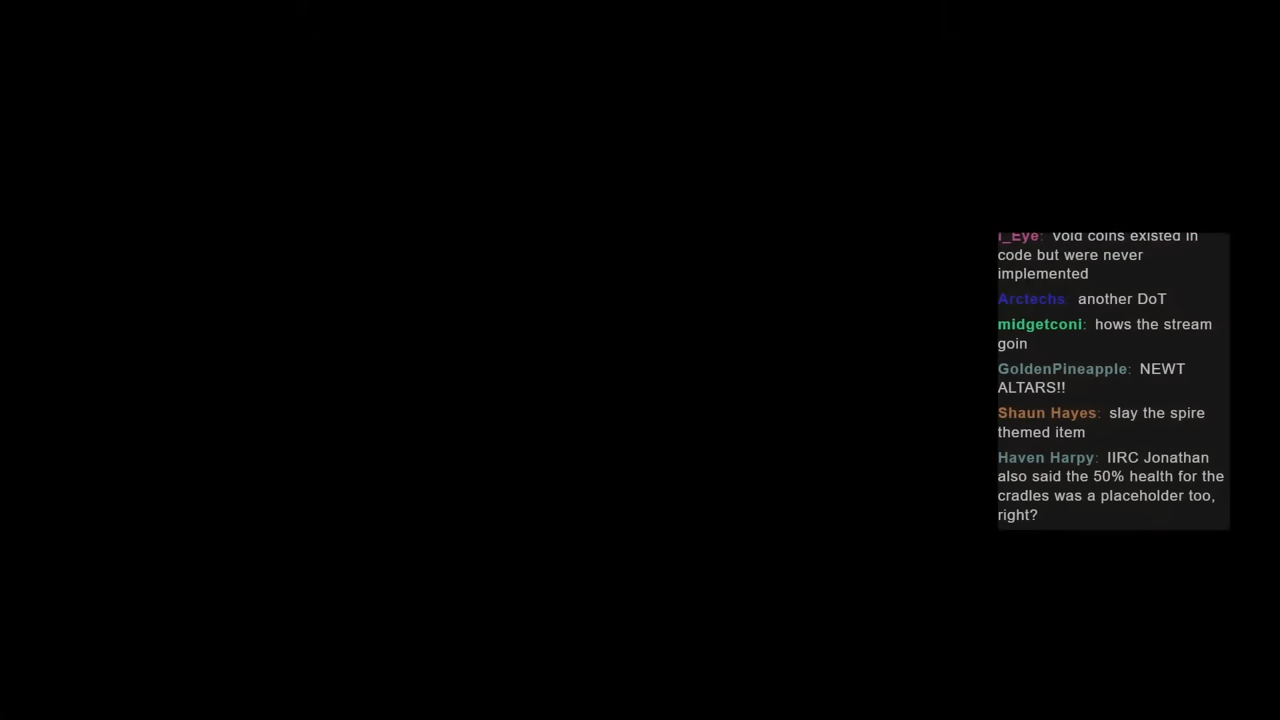 i_Eye: Void coins existed in
code but were never
implemented
Arctechs: another DoT
midgetconi: hows the stream
goin
GoldenPineapple: NEWT
ALTARS!!
Shaun Hayes: slay the spire
themed item
Haven Harpy: IIRC Jonathan
also said the 50% health for the
cradles was a placeholder too,
right?